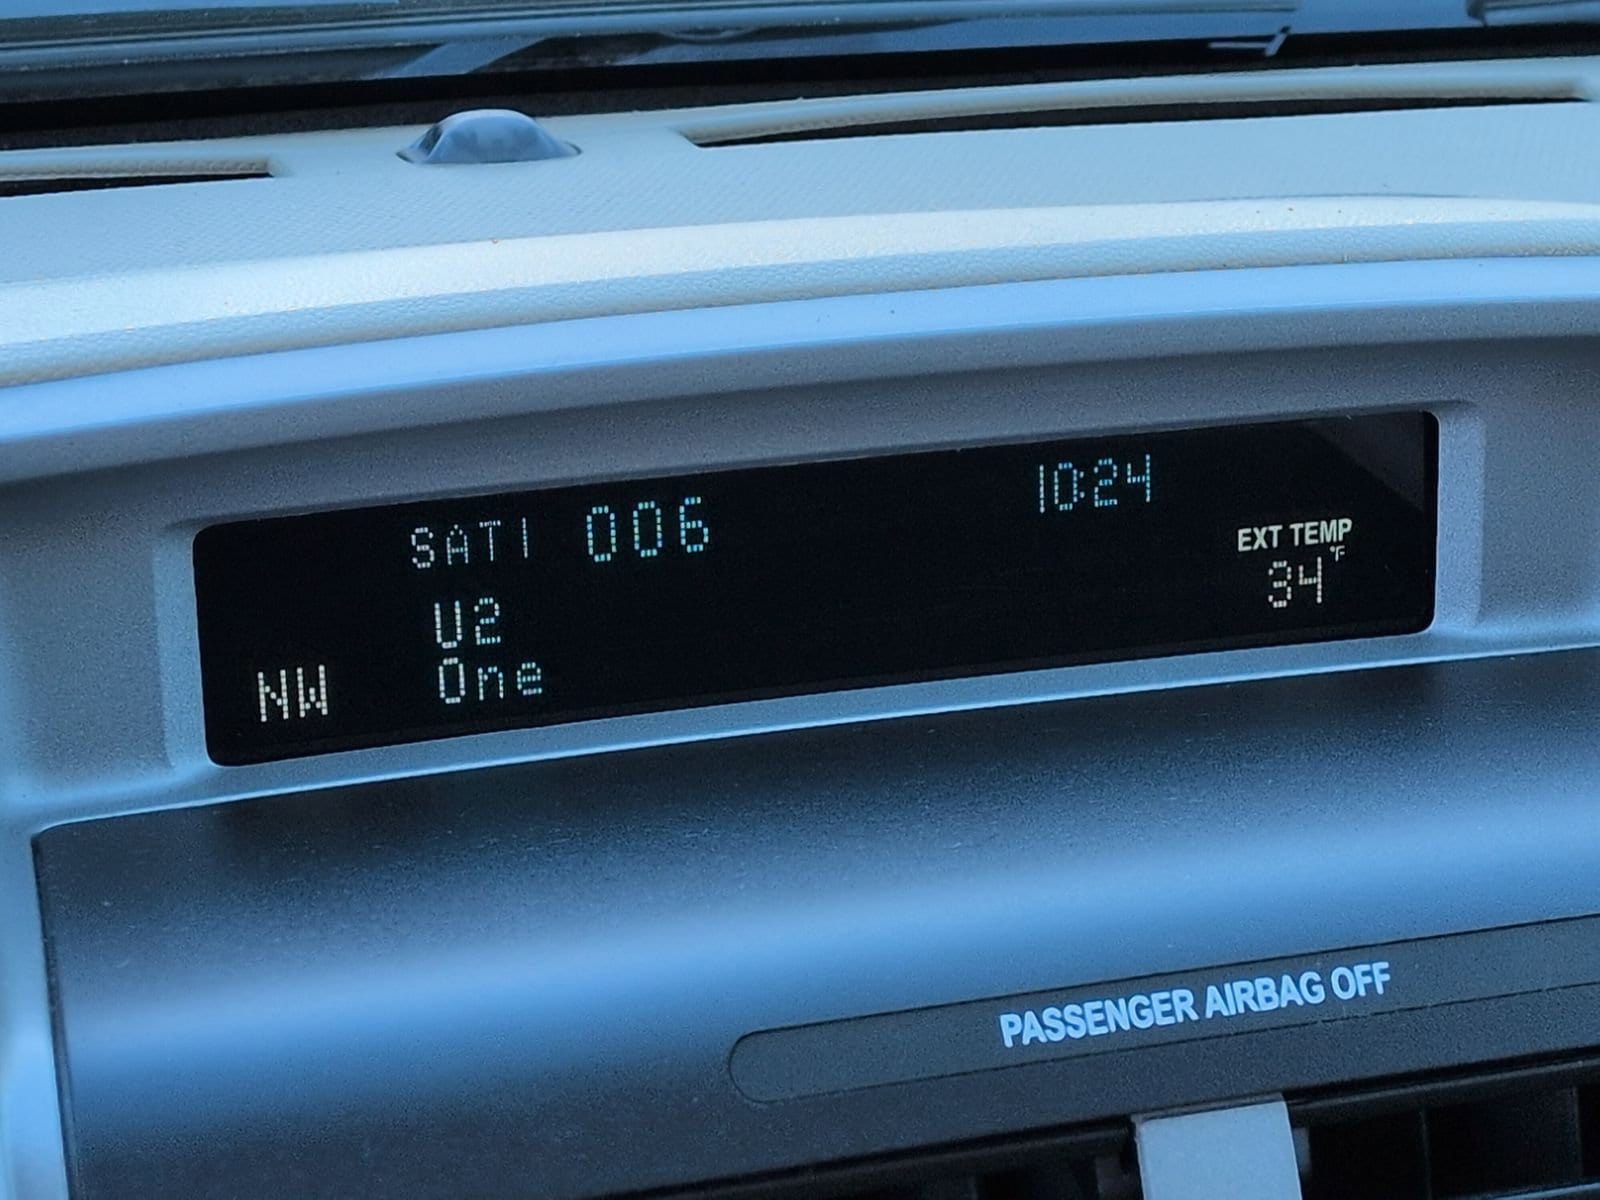 SAT1 006 10:24
EXT TEMP
34°F
U2
One
NW
PASSENGER AIRBAG OFF